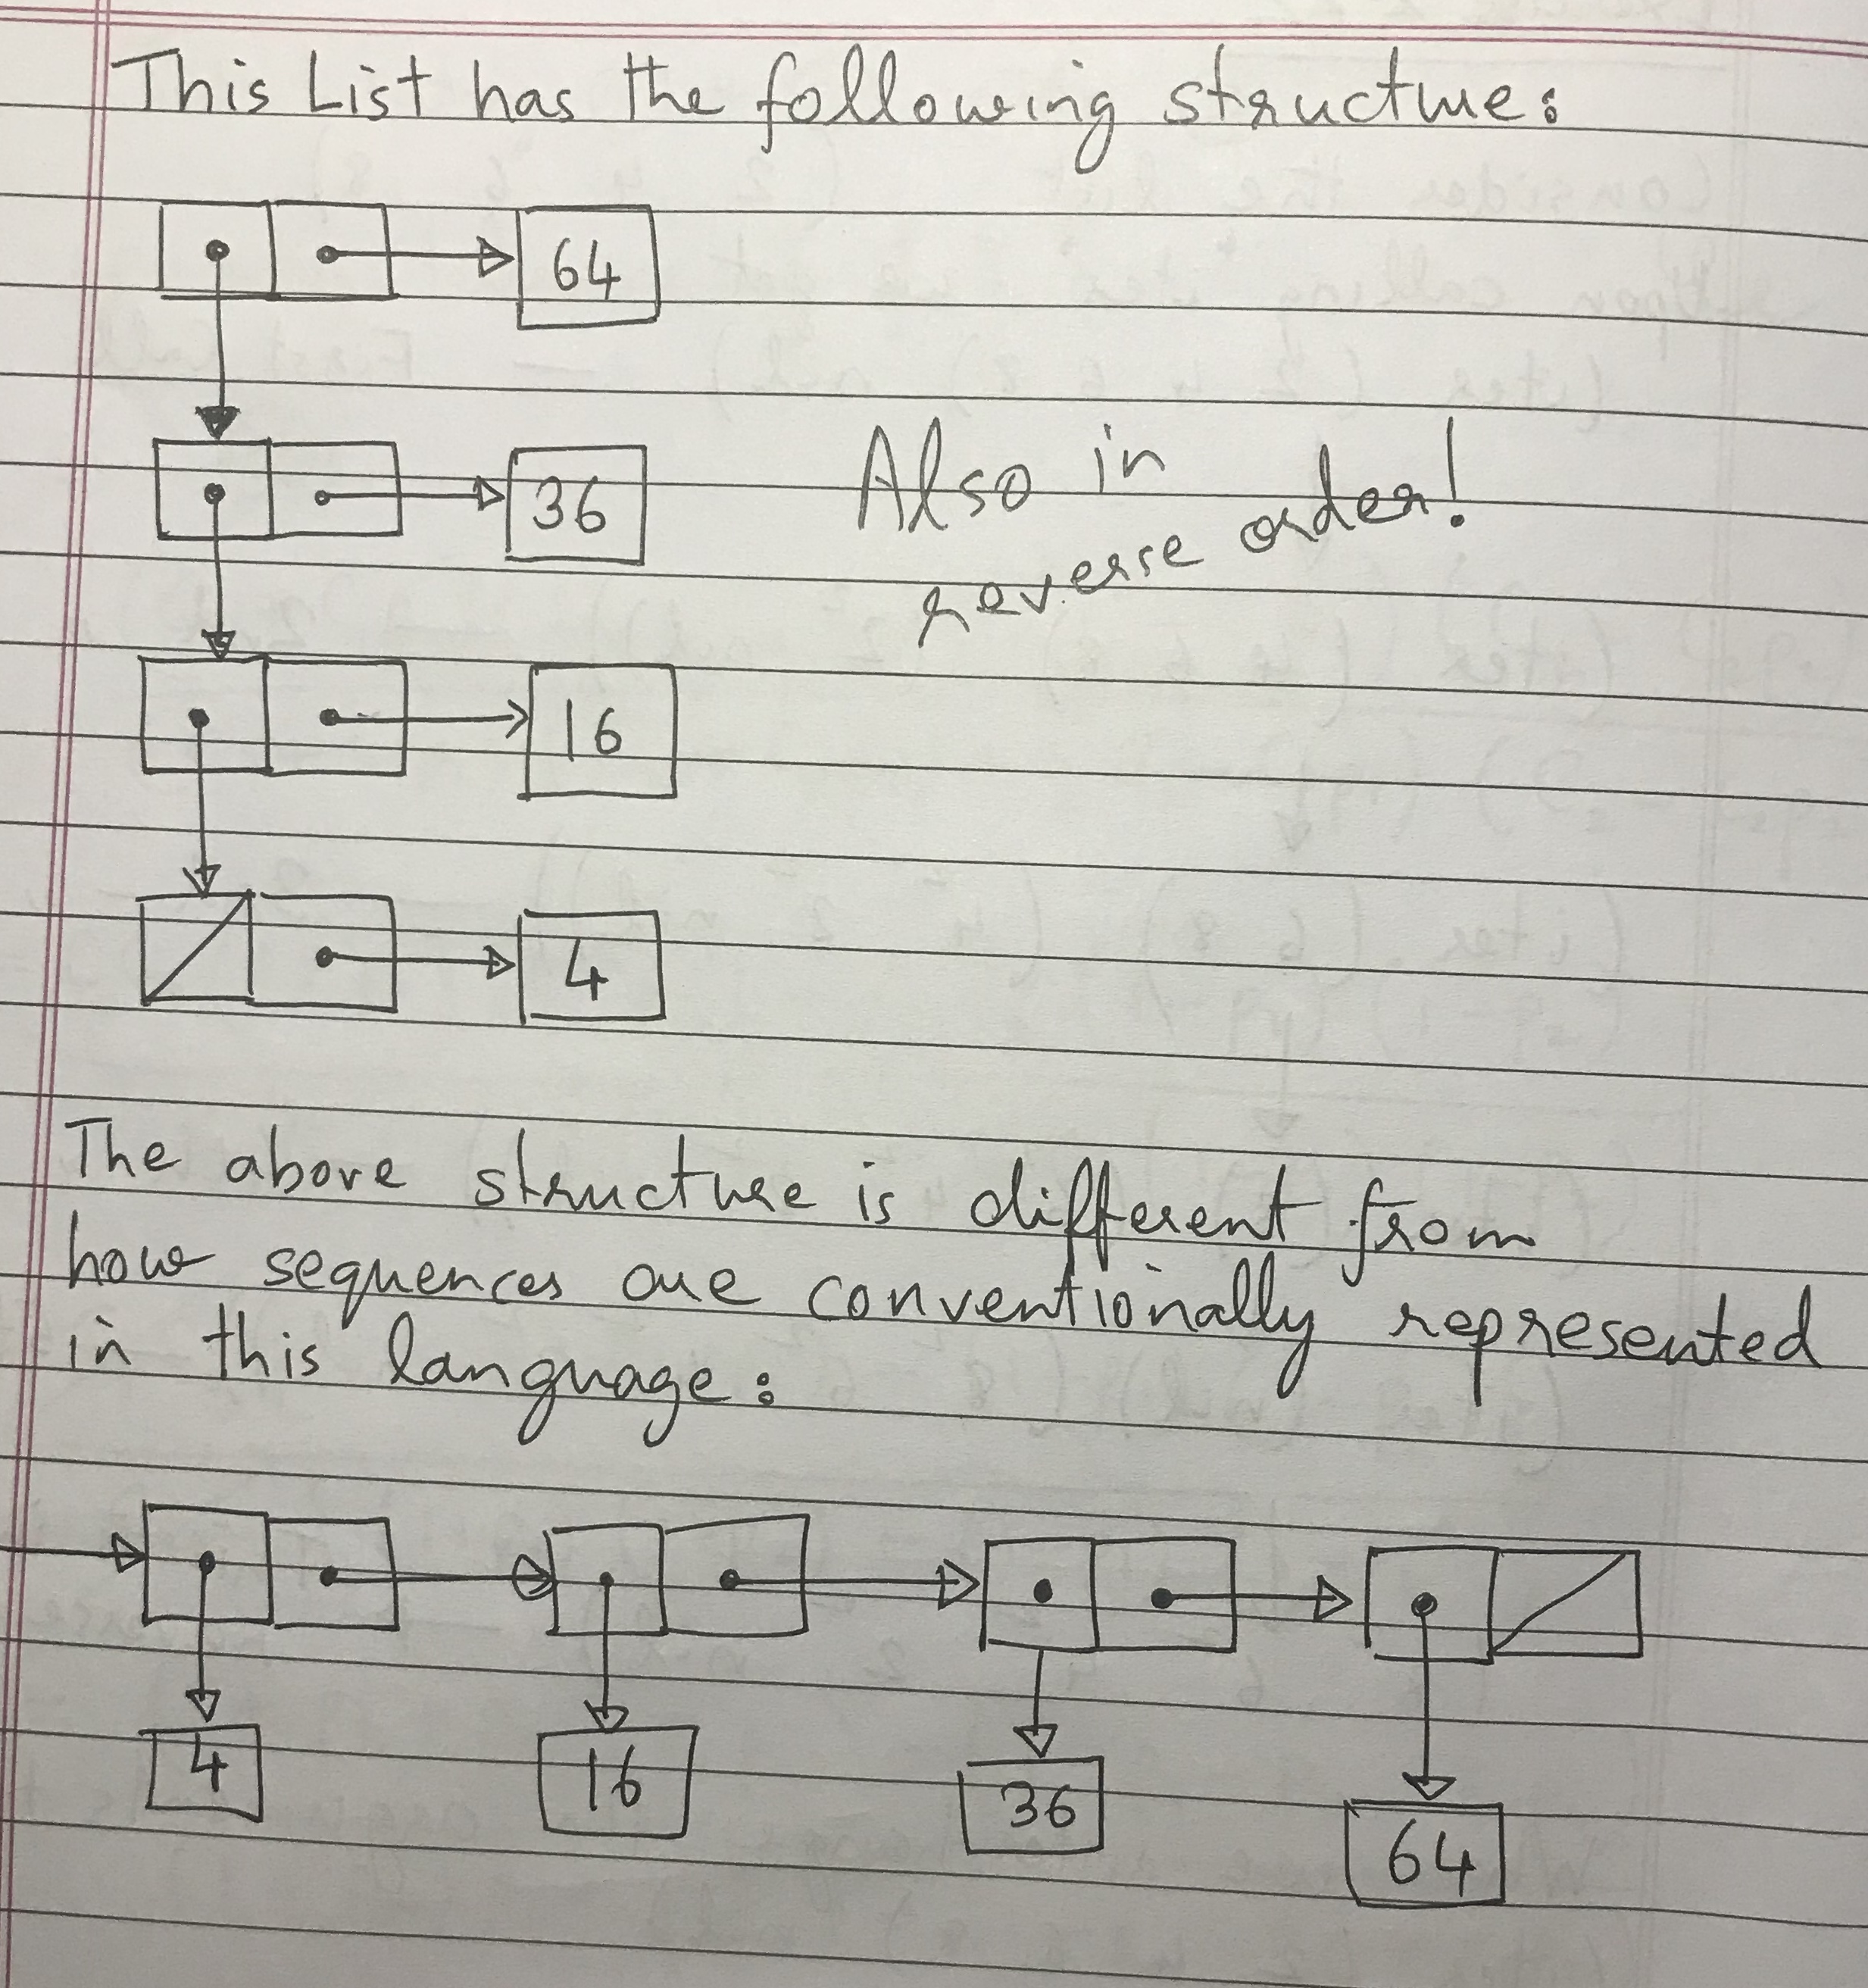 This List has the following structure:
64
36
Also in
reverse order!
16
4
The above structure is different from
how sequences are conventionally represented
in this language:
4
16
36
64